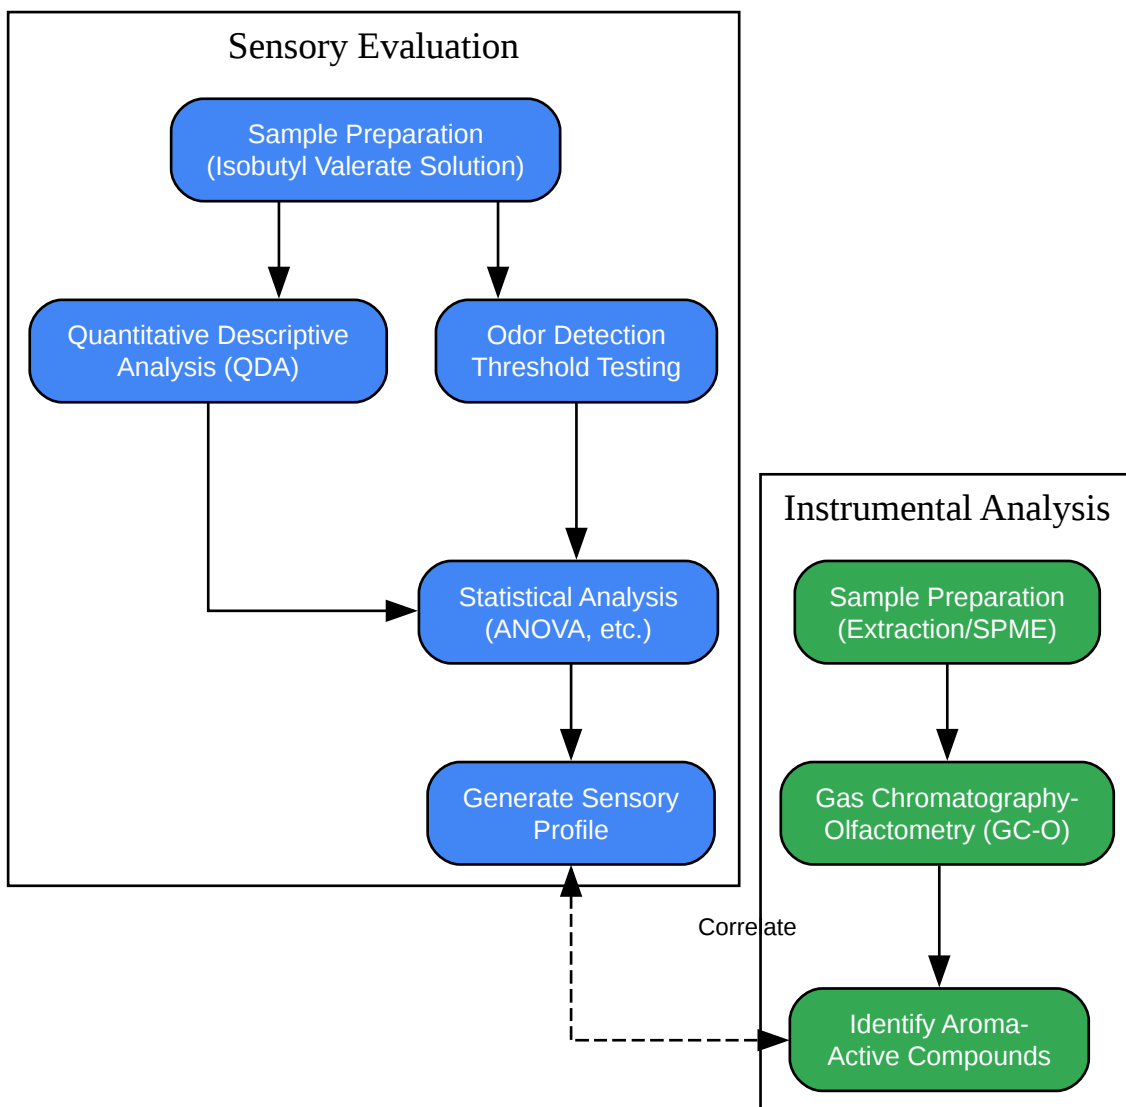 Sensory Evaluation
Sample Preparation
(Isobutyl Valerate Solution)
Quantitative Descriptive
Analysis (QDA)
Odor Detection
Threshold Testing
Statistical Analysis
(ANOVA, etc.)
Generate Sensory
Profile
Correlate
Instrumental Analysis
Sample Preparation
(Extraction/SPME)
Gas Chromatography-
Olfactometry (GC-O)
Identify Aroma-
Active Compounds